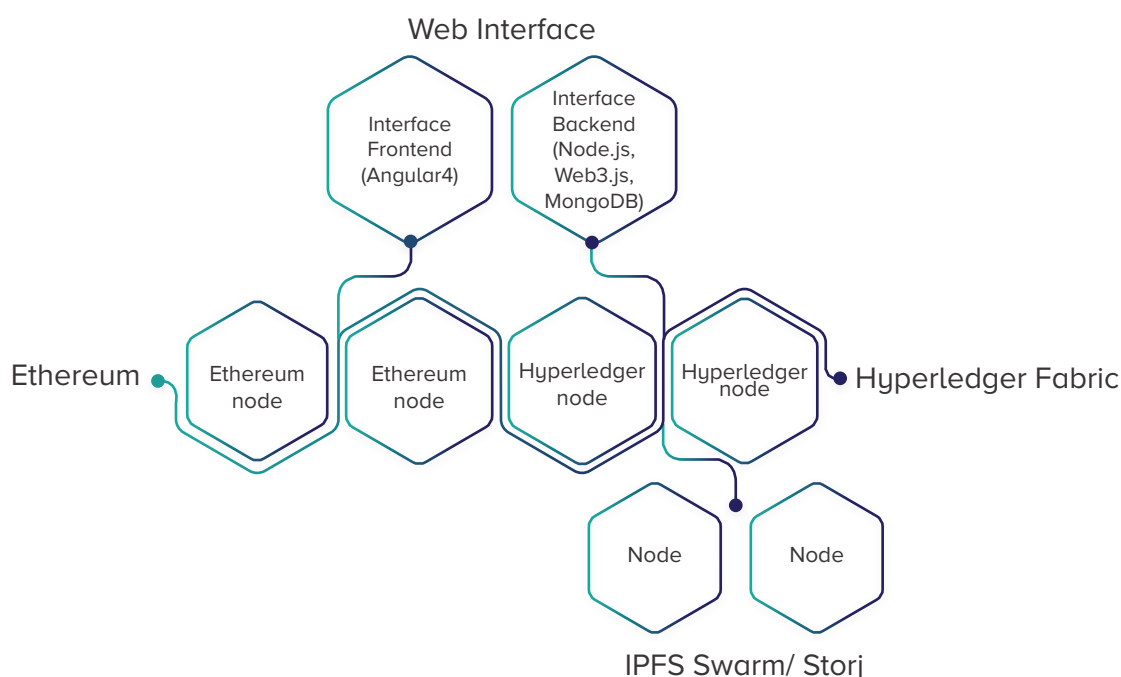 Web Interface
Interface
Frontend
(Angular4)
Interface
Backend
(Node.js,
Web3.js,
MongoDB)
Ethereum
Ethereum
node
Ethereum
node
Hyperledger
node
Hyperledger
node
Hyperledger Fabric
Node
Node
IPFS Swarm/ Storj